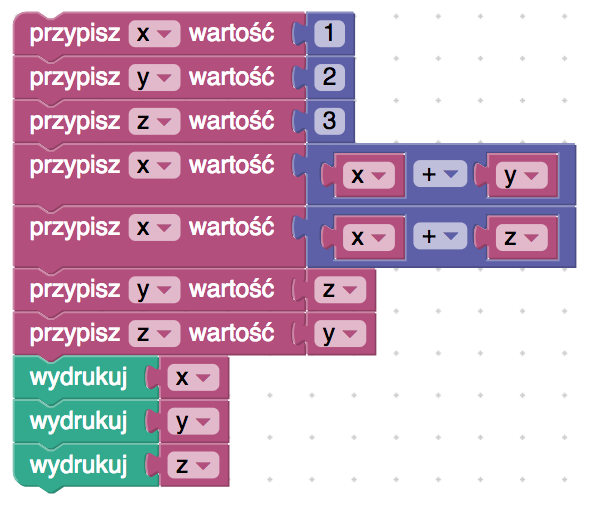 przypisz x wartość 1
przypisz y wartość 2
przypisz z wartość 3
przypisz x wartość x + y
przypisz x wartość x + z
przypisz y wartość z
przypisz z wartość y
wydrukuj x
wydrukuj y
wydrukuj z